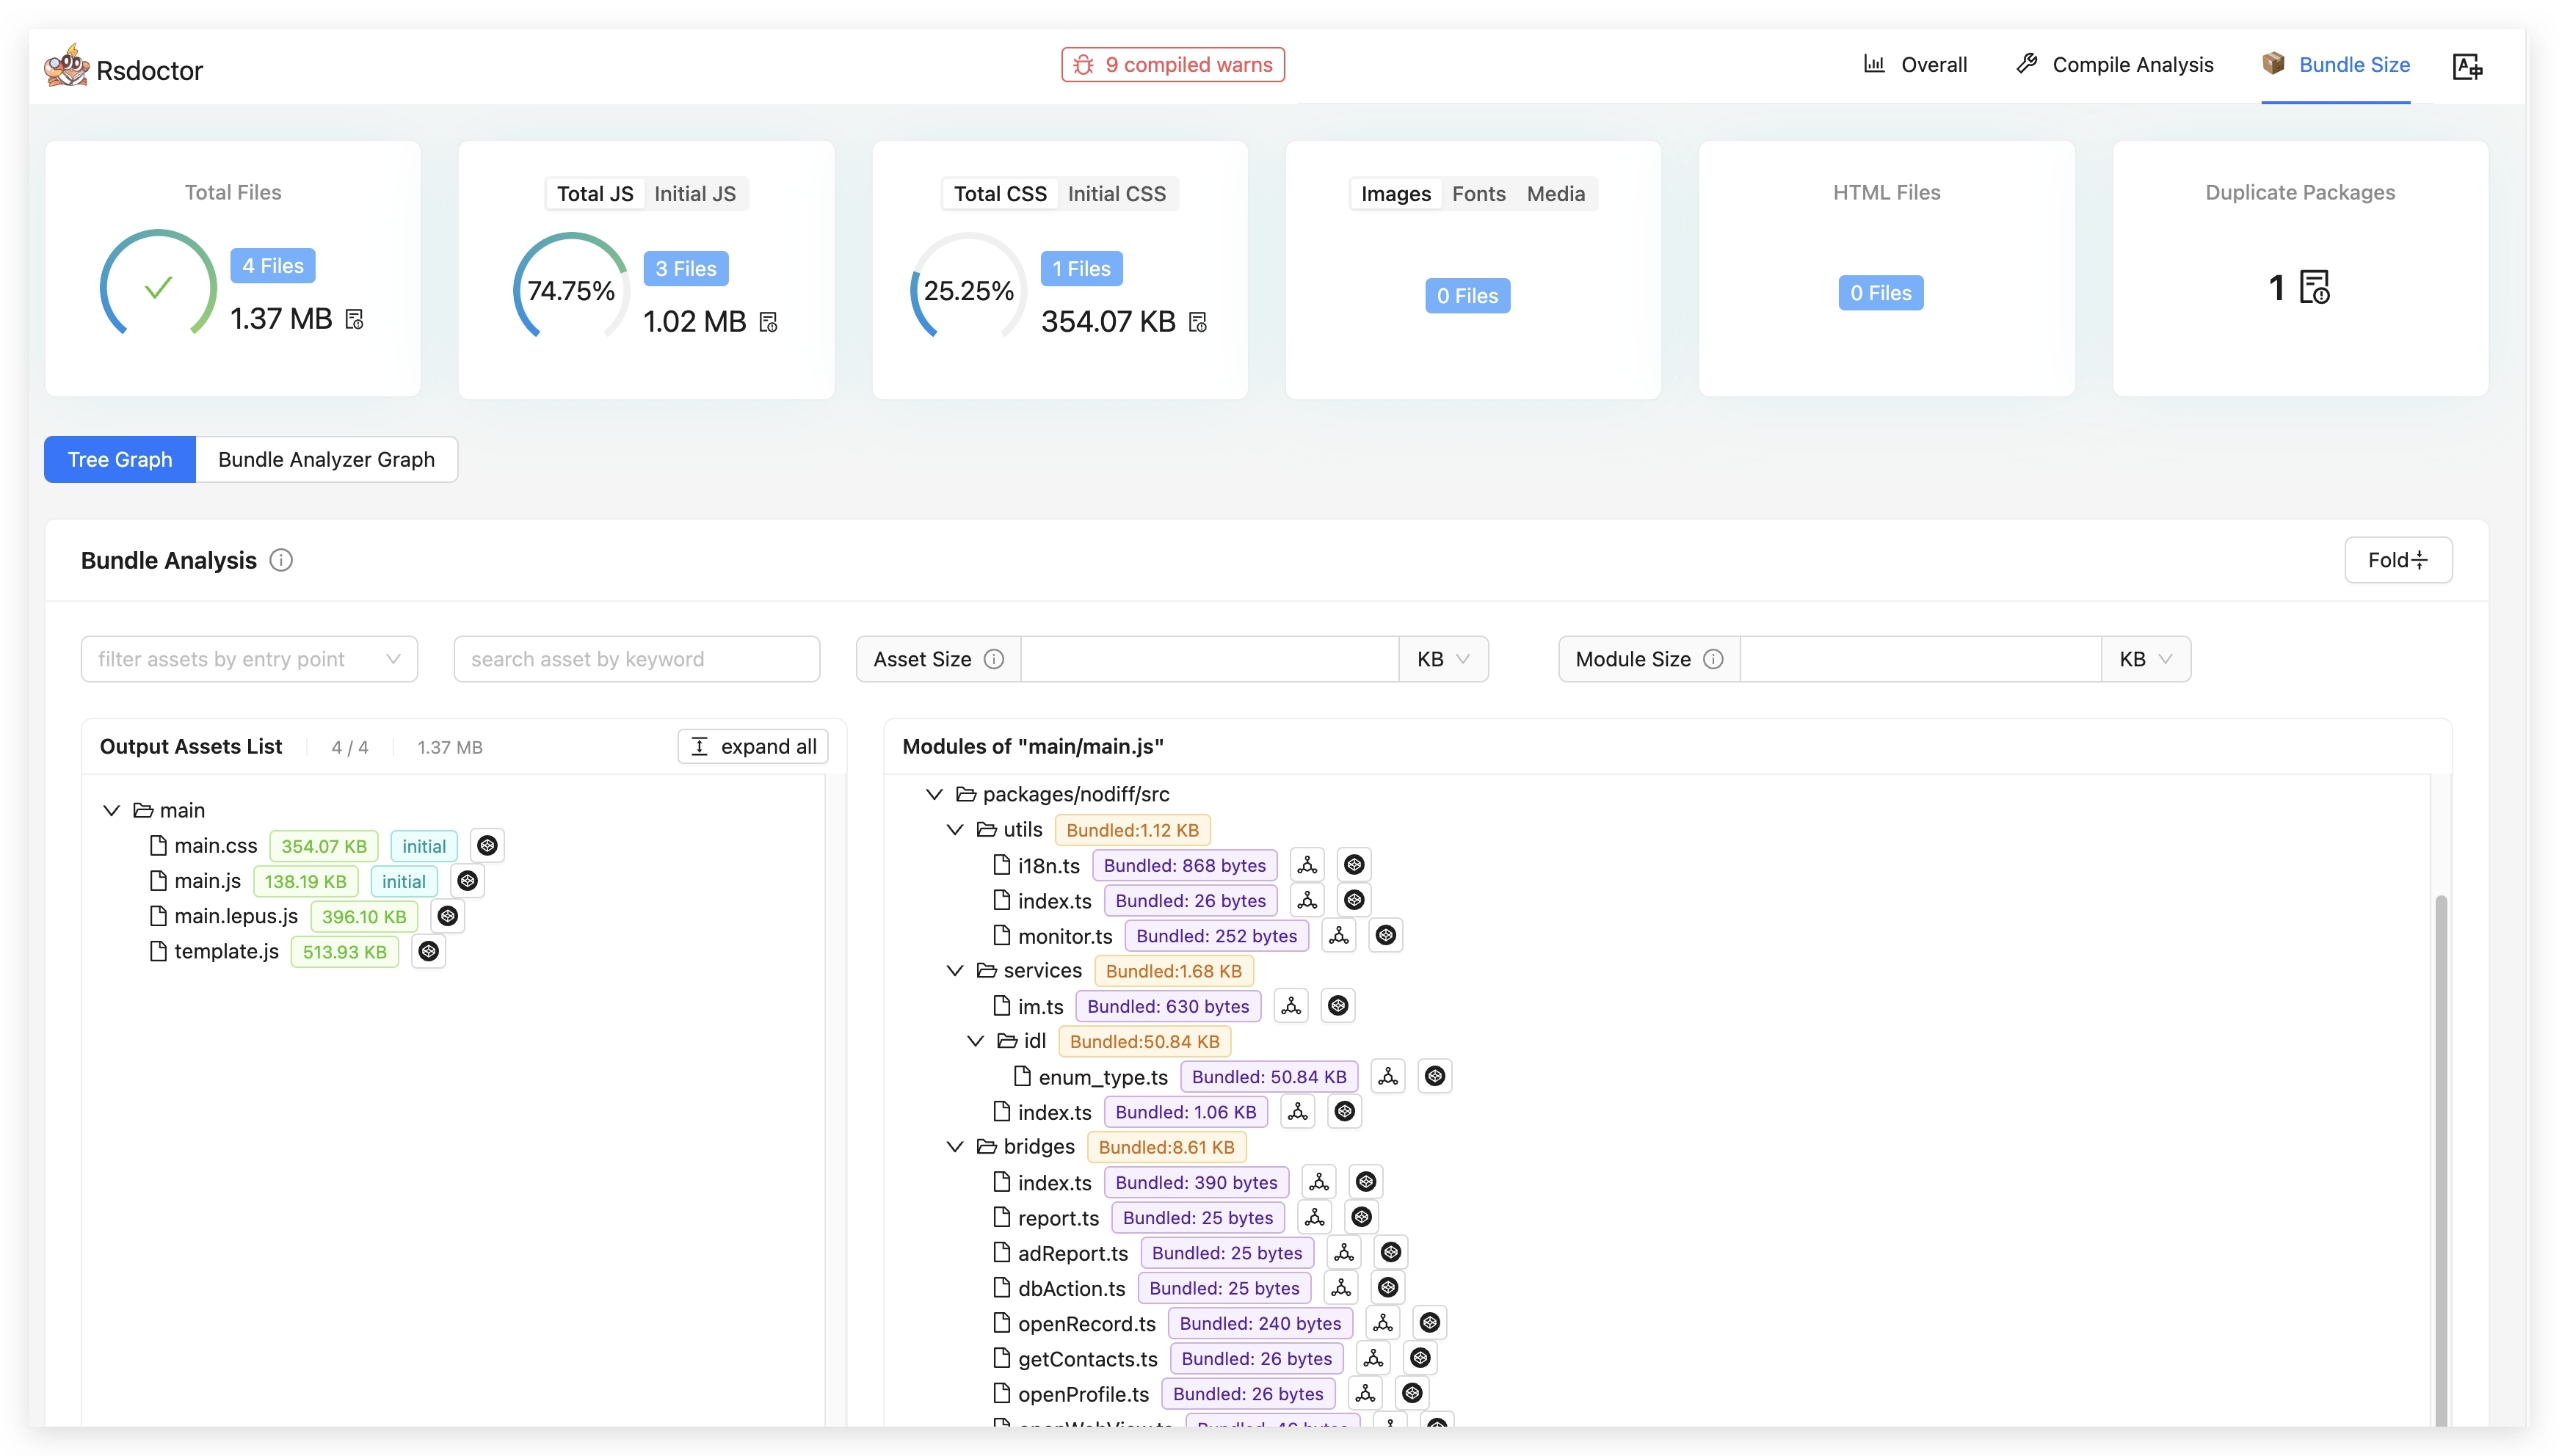 Rsdoctor
9 compiled warns
Overall
Compile Analysis
Bundle Size
Total Files
4 Files
1.37 MB
Total JS Initial JS
74.75%
3 Files
1.02 MB
Total CSS Initial CSS
25.25%
1 Files
354.07 KB
Images Fonts Media
0 Files
HTML Files
0 Files
Duplicate Packages
1
Tree Graph
Bundle Analyzer Graph
Bundle Analysis
Fold
filter assets by entry point
search asset by keyword
Asset Size
KB
Module Size
KB
Output Assets List 4 / 4 1.37 MB
expand all
main
main.css 354.07 KB initial
main.js 138.19 KB initial
main.lepus.js 396.10 KB
template.js 513.93 KB
Modules of "main/main.js"
packages/nodiff/src
utils Bundled:1.12 KB
i18n.ts Bundled: 868 bytes
index.ts Bundled: 26 bytes
monitor.ts Bundled: 252 bytes
services Bundled:1.68 KB
im.ts Bundled: 630 bytes
idl Bundled:50.84 KB
enum_type.ts Bundled: 50.84 KB
index.ts Bundled: 1.06 KB
bridges Bundled:8.61 KB
index.ts Bundled: 390 bytes
report.ts Bundled: 25 bytes
adReport.ts Bundled: 25 bytes
dbAction.ts Bundled: 25 bytes
openRecord.ts Bundled: 240 bytes
getContacts.ts Bundled: 26 bytes
openProfile.ts Bundled: 26 bytes